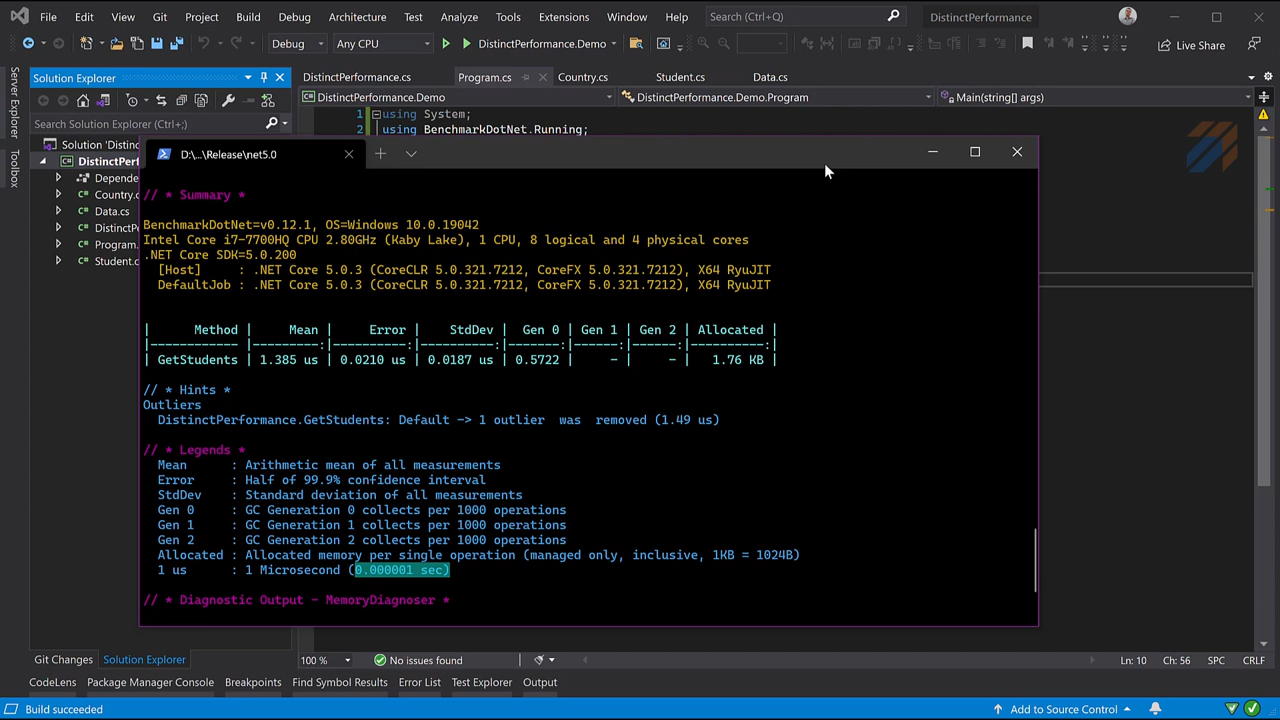 File Edit View Git Project Build Debug Architecture Test Analyze Tools Extensions Window Help Search (Ctrl+Q) DistinctPerformance
Debug Any CPU DistinctPerformance.Demo Live Share
Server Explorer
Toolbox
Solution Explorer
Search Solution Explorer (Ctrl+;)
Solution 'Distinct
DistinctPerf
Depende
Country.c
Data.cs
DistinctP
Program.
Student.c
DistinctPerformance.cs Program.cs Country.cs Student.cs Data.cs
DistinctPerformance.Demo DistinctPerformance.Demo.Program Main(string[] args)
1 using System;
2 using BenchmarkDotNet.Running;
D:\...\Release\net5.0
// * Summary *
BenchmarkDotNet=v0.12.1, OS=Windows 10.0.19042
Intel Core i7-7700HQ CPU 2.80GHz (Kaby Lake), 1 CPU, 8 logical and 4 physical cores
.NET Core SDK=5.0.200
[Host] : .NET Core 5.0.3 (CoreCLR 5.0.321.7212, CoreFX 5.0.321.7212), X64 RyuJIT
DefaultJob : .NET Core 5.0.3 (CoreCLR 5.0.321.7212, CoreFX 5.0.321.7212), X64 RyuJIT
| Method | Mean | Error | StdDev | Gen 0 | Gen 1 | Gen 2 | Allocated |
|----------- |---------:|----------:|----------:|-------:|------:|------:|----------:|
| GetStudents | 1.385 us | 0.0210 us | 0.0187 us | 0.5722 | - | - | 1.76 KB |
// * Hints *
Outliers
DistinctPerformance.GetStudents: Default -> 1 outlier was removed (1.49 us)
// * Legends *
Mean : Arithmetic mean of all measurements
Error : Half of 99.9% confidence interval
StdDev : Standard deviation of all measurements
Gen 0 : GC Generation 0 collects per 1000 operations
Gen 1 : GC Generation 1 collects per 1000 operations
Gen 2 : GC Generation 2 collects per 1000 operations
Allocated : Allocated memory per single operation (managed only, inclusive, 1KB = 1024B)
1 us : 1 Microsecond (0.000001 sec)
// * Diagnostic Output - MemoryDiagnoser *
Git Changes Solution Explorer 100 % No issues found Ln: 10 Ch: 56 SPC CRLF
CodeLens Package Manager Console Breakpoints Find Symbol Results Error List Test Explorer Output
Build succeeded Add to Source Control